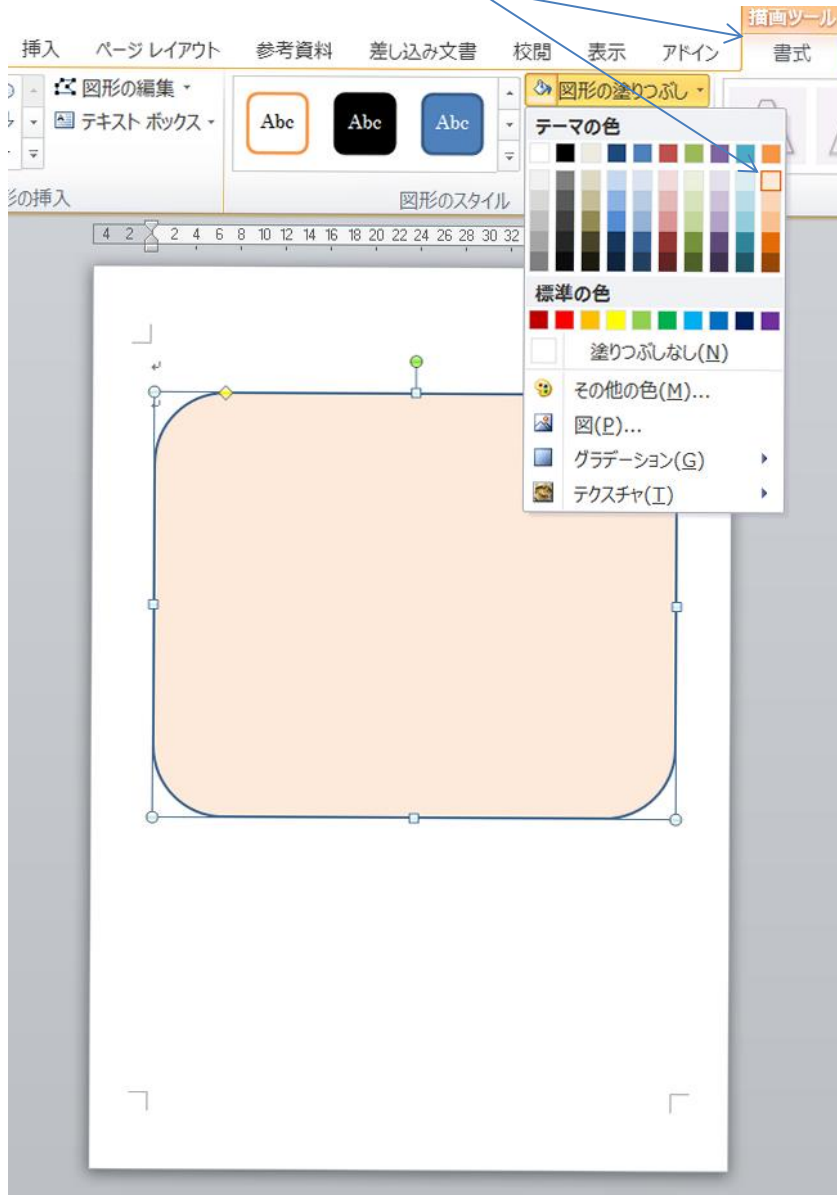 描画ツール
挿入 ページ レイアウト 参考資料 差し込み文書 校閲 表示 アドイン 書式
図形の編集
テキスト ボックス
Abc Abc Abc
図形の塗りつぶし
の挿入
図形のスタイル
テーマの色
標準の色
塗りつぶしなし(N)
その他の色(M)...
図(P)...
グラデーション(G)
テクスチャ(T)
4 2 2 4 6 8 10 12 14 16 18 20 22 24 26 28 30 32